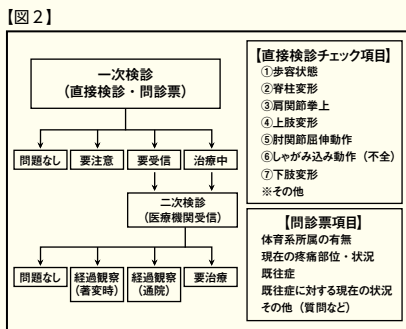 【図2】
一次検診
（直接検診・問診票）
問題なし
要注意
要受信
治療中
二次検診
（医療機関受信）
問題なし
経過観察
（著変時）
経過観察
（通院）
要治療
【直接検診チェック項目】
①歩容状態
②脊柱変形
③肩関節拳上
④上肢変形
⑤肘関節屈伸動作
⑥しゃがみ込み動作（不全）
⑦下肢変形
※その他
【問診票項目】
体育系所属の有無
現在の疼痛部位・状況
既往症
既往症に対する現在の状況
その他（質問など）